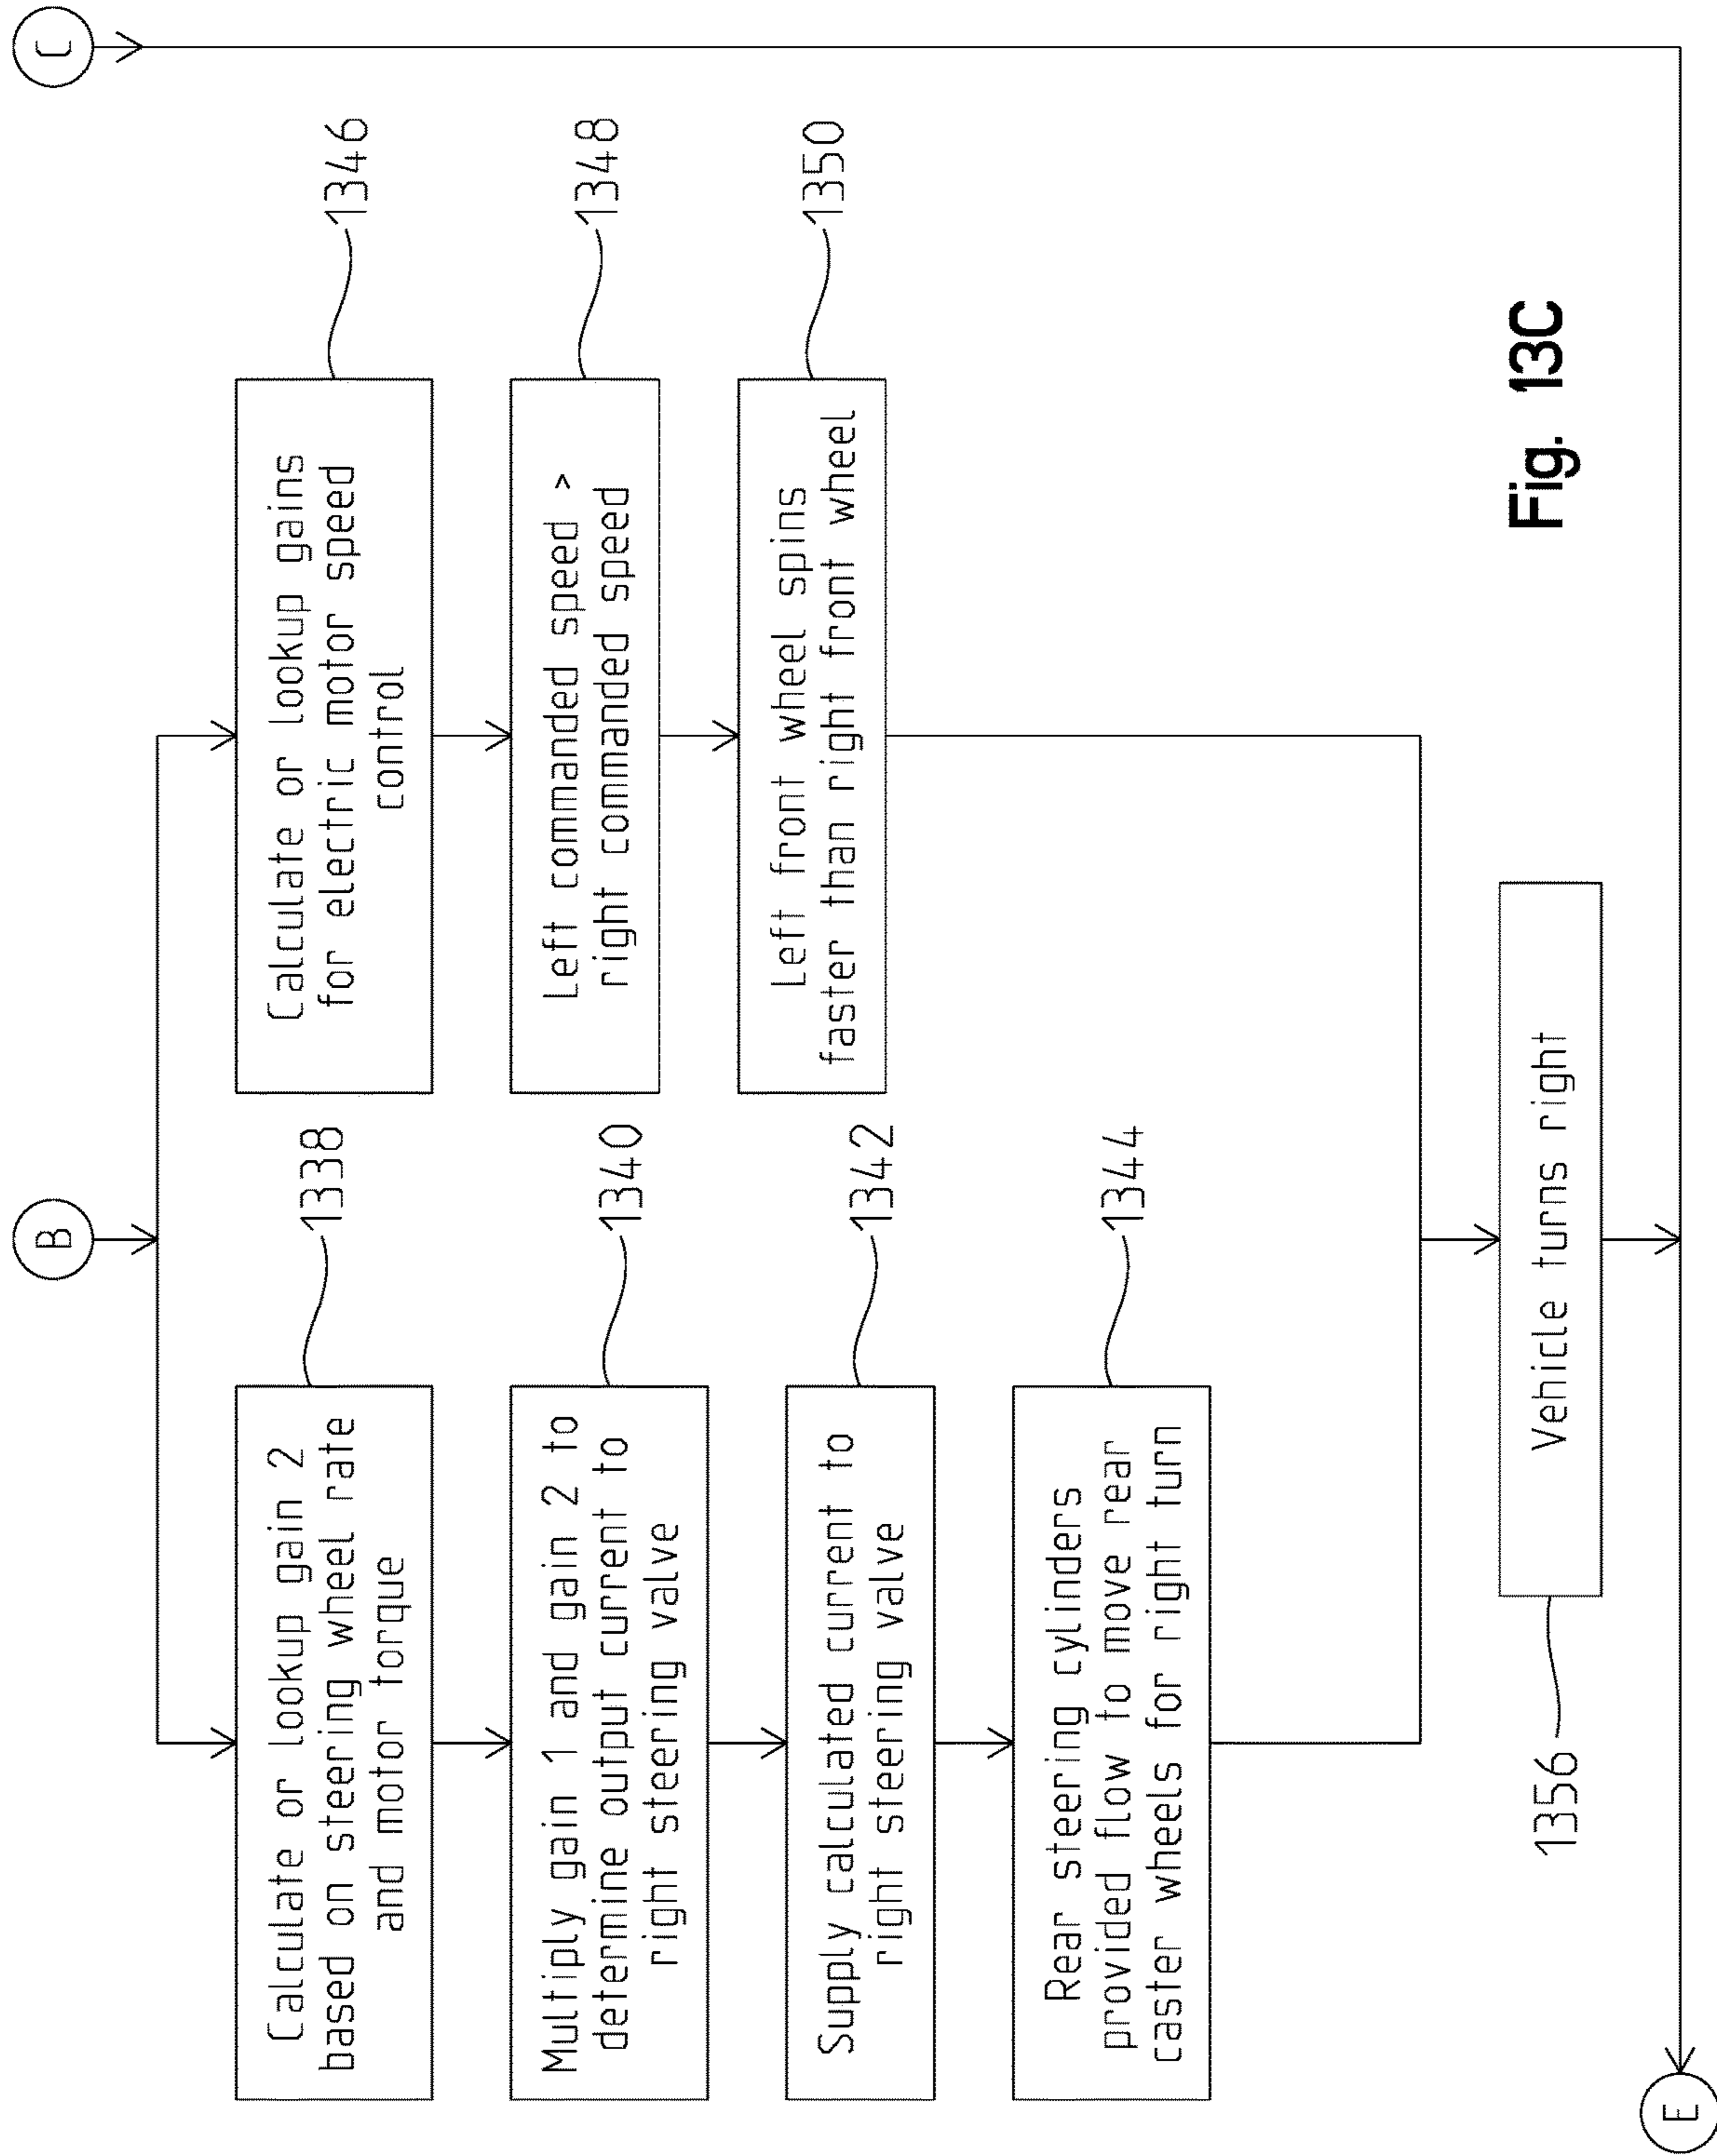 B
C
Calculate or lookup gain 2
based on steering wheel rate
and motor torque
1338
Multiply gain 1 and gain 2 to
determine output current to
right steering valve
1340
Supply calculated current to
right steering valve
1342
Rear steering cylinders
provided flow to move rear
caster wheels for right turn
1344
Calculate or lookup gains
for electric motor speed
control
1346
Left commanded speed >
right commanded speed
1348
Left front wheel spins
faster than right front wheel
1350
Vehicle turns right
1356
E
Fig. 13C